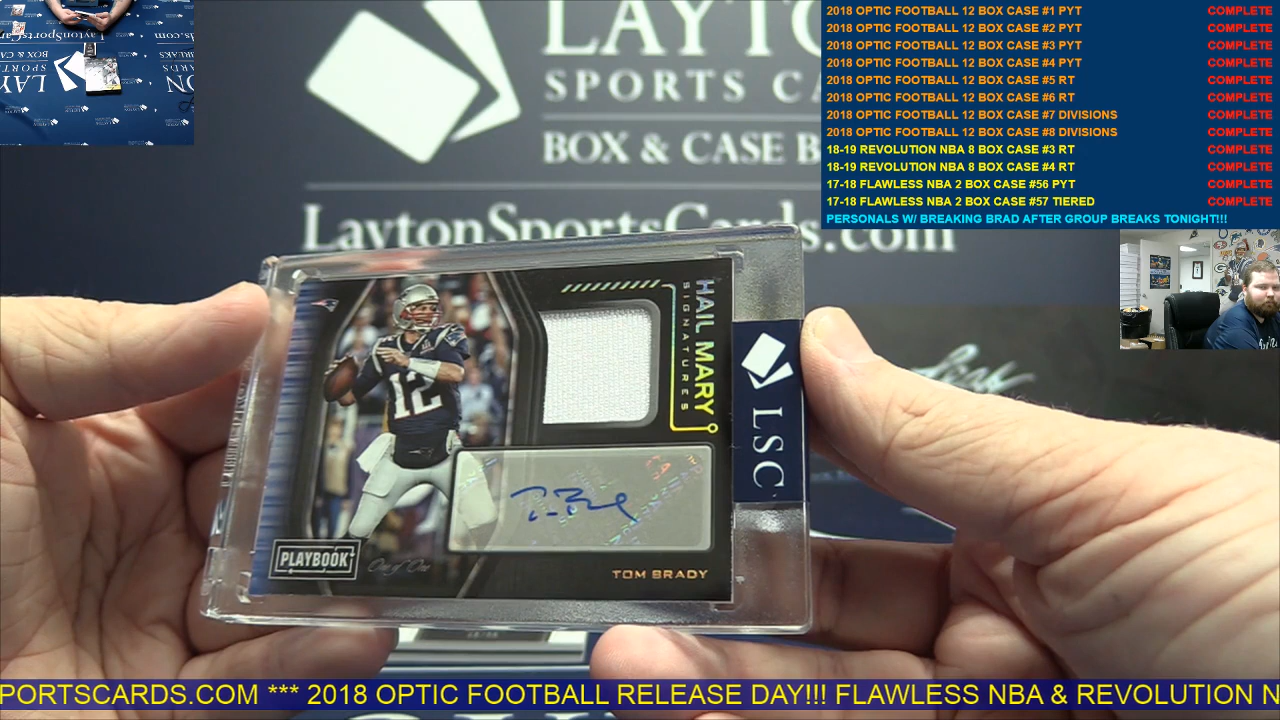 2018 OPTIC FOOTBALL 12 BOX CASE #1 PYT COMPLETE
2018 OPTIC FOOTBALL 12 BOX CASE #2 PYT COMPLETE
2018 OPTIC FOOTBALL 12 BOX CASE #3 PYT COMPLETE
2018 OPTIC FOOTBALL 12 BOX CASE #4 PYT COMPLETE
2018 OPTIC FOOTBALL 12 BOX CASE #5 RT COMPLETE
2018 OPTIC FOOTBALL 12 BOX CASE #6 RT COMPLETE
2018 OPTIC FOOTBALL 12 BOX CASE #7 DIVISIONS COMPLETE
2018 OPTIC FOOTBALL 12 BOX CASE #8 DIVISIONS COMPLETE
18-19 REVOLUTION NBA 8 BOX CASE #3 RT COMPLETE
18-19 REVOLUTION NBA 8 BOX CASE #4 RT COMPLETE
17-18 FLAWLESS NBA 2 BOX CASE #56 PYT COMPLETE
17-18 FLAWLESS NBA 2 BOX CASE #57 TIERED COMPLETE
PERSONALS W/ BREAKING BRAD AFTER GROUP BREAKS TONIGHT!!!
LAYTO
SPORTS CA
BOX & CASE B
LaytonSportsCards.com
HAIL MARY
SIGNATURES
LSC
12
PLAYBOOK
One of One
TOM BRADY
PORTSCARDS.COM *** 2018 OPTIC FOOTBALL RELEASE DAY!!! FLAWLESS NBA & REVOLUTION N